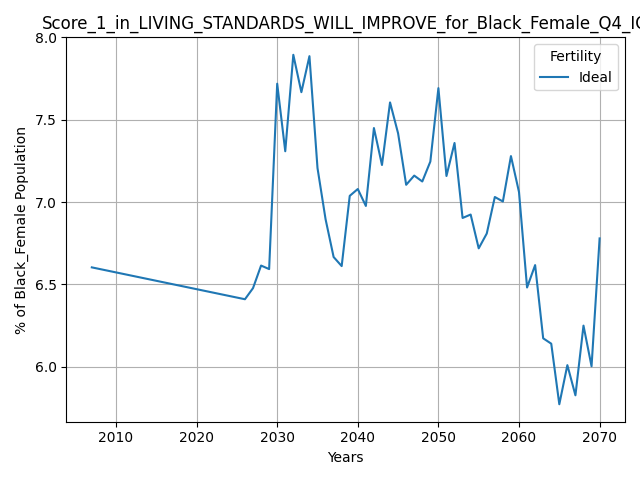 Score_1_in_LIVING_STANDARDS_WILL_IMPROVE_for_Black_Female_Q4_IQ
Fertility
Ideal
% of Black_Female Population
8.0
7.5
7.0
6.5
6.0
2010 2020 2030 2040 2050 2060 2070
Years